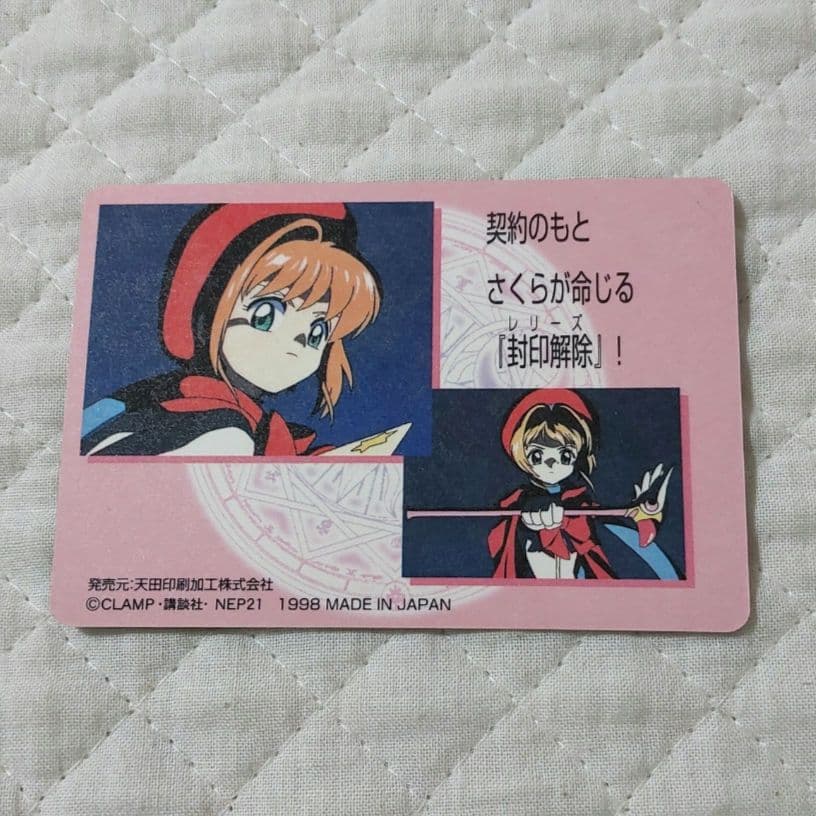 契約のもと
さくらが命じる
レリーズ
『封印解除』!
発売元:天田印刷加工株式会社
©CLAMP・講談社・ NEP21 1998 MADE IN JAPAN